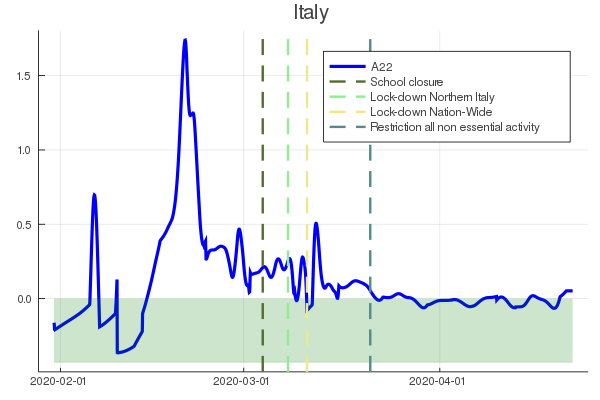 Italy
A22
School closure
Lock-down Northern Italy
Lock-down Nation-Wide
Restriction all non essential activity
1.5
1.0
0.5
0.0
2020-02-01 2020-03-01 2020-04-01